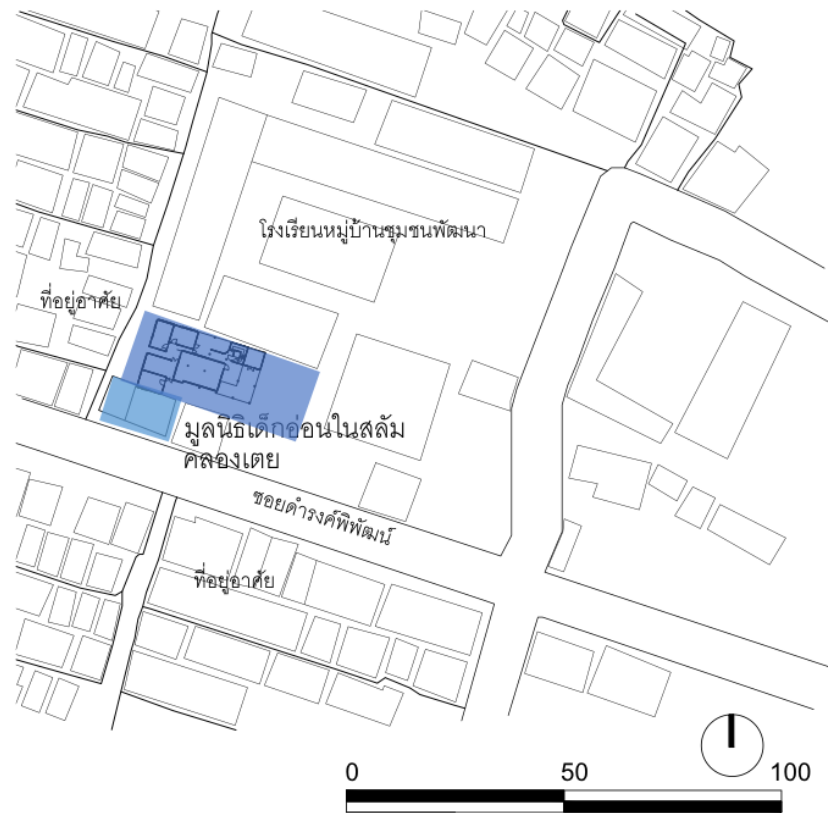 โรงเรียนหมู่บ้านชุมชนพัฒนา
ที่อยู่อาศัย
มูลนิธิเด็กอ่อนในสลัม
คลองเตย
ซอยดำรงค์พิพัฒน์
ที่อยู่อาศัย
0 50 100